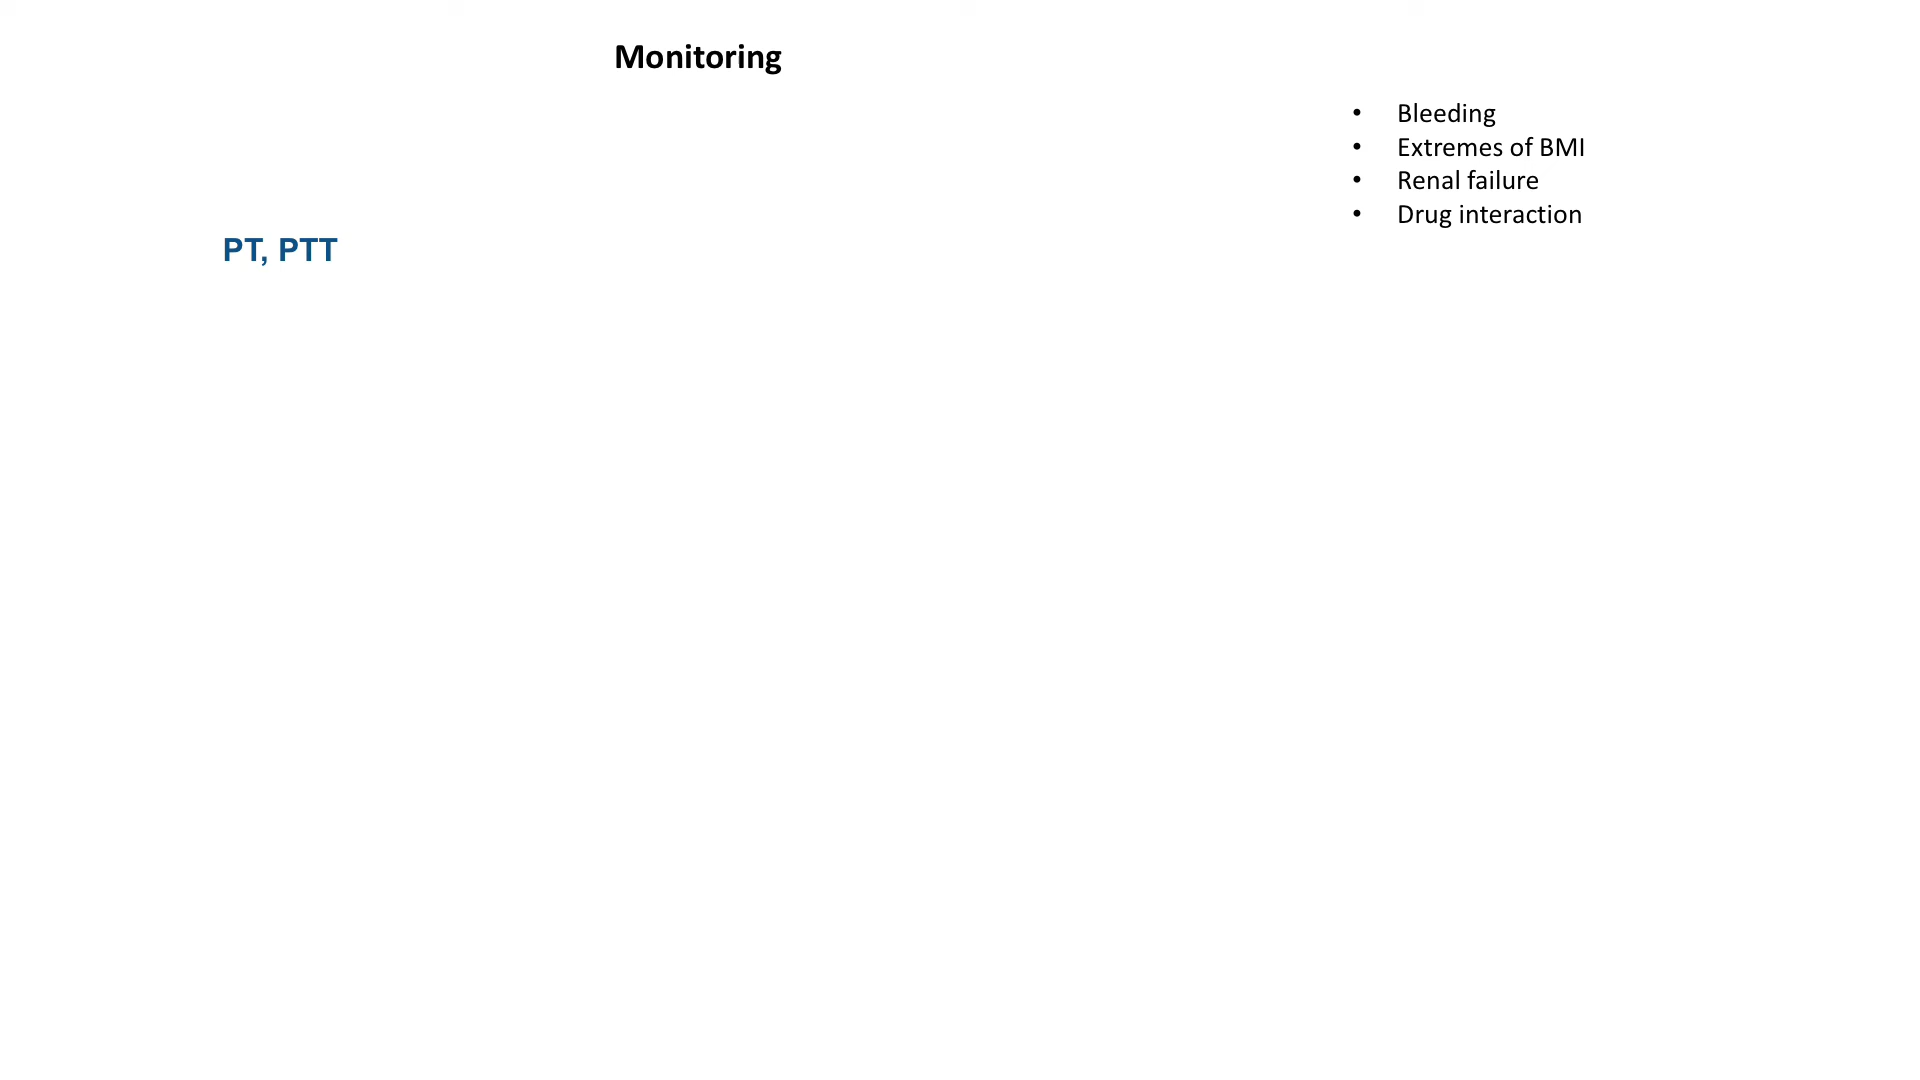 Monitoring
• Bleeding
• Extremes of BMI
• Renal failure
• Drug interaction
PT, PTT